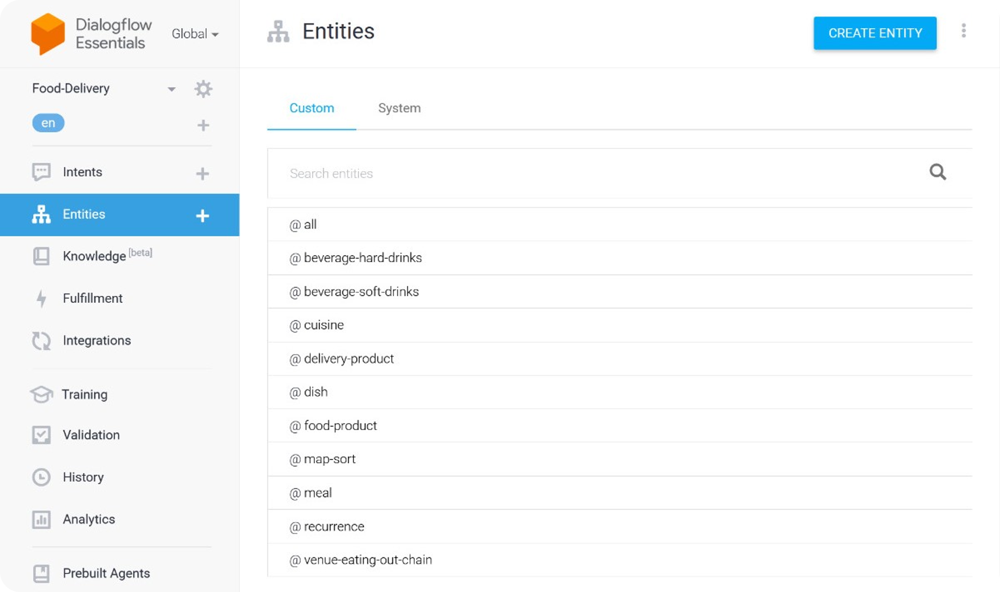 Dialogflow
Essentials
Global
Food-Delivery
en
Intents
Entities
Knowledge [beta]
Fulfillment
Integrations
Training
Validation
History
Analytics
Prebuilt Agents
Entities
CREATE ENTITY
Custom
System
Search entities
@ all
@ beverage-hard-drinks
@ beverage-soft-drinks
@ cuisine
@ delivery-product
@ dish
@ food-product
@ map-sort
@ meal
@ recurrence
@ venue-eating-out-chain